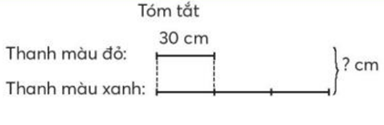 Tóm tắt
30 cm
Thanh màu đỏ:
? cm
Thanh màu xanh: